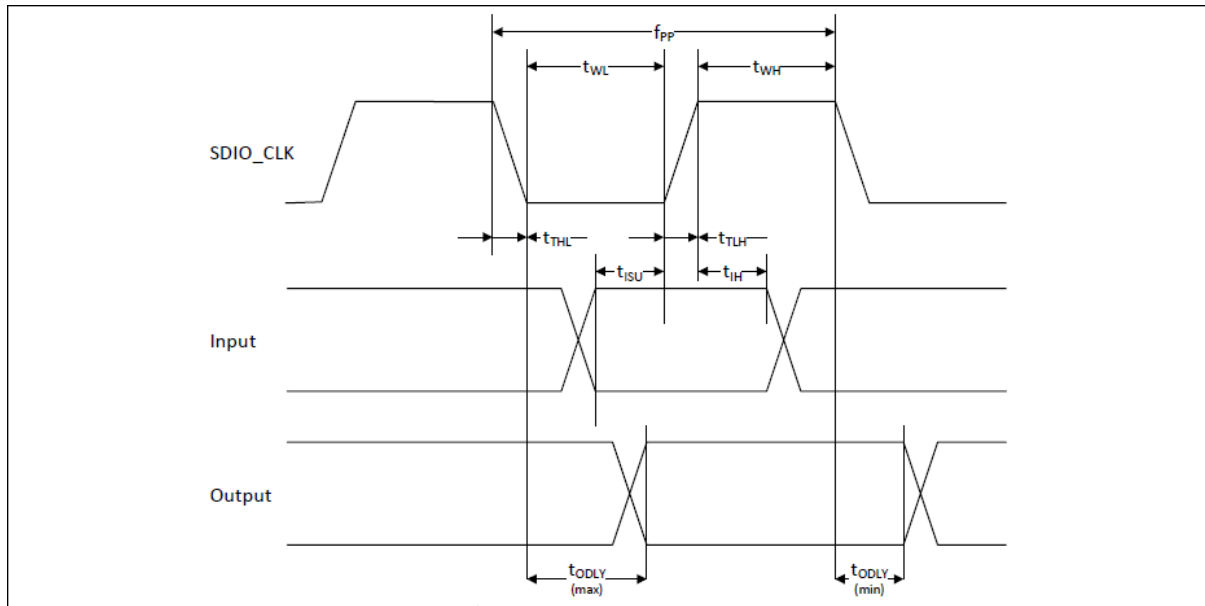 fPP
tWL
tWH
SDIO_CLK
tTHL
tTLH
tISU
tIH
Input
Output
tODLY
(max)
tODLY
(min)